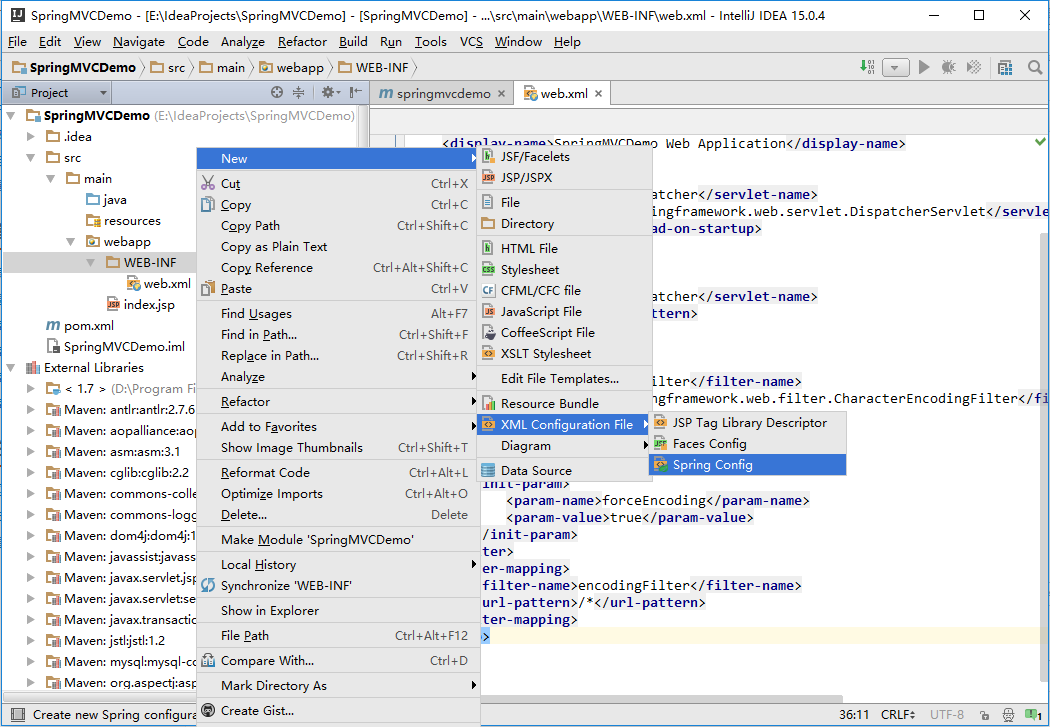 SpringMVCDemo - [E:\IdeaProjects\SpringMVCDemo] - [SpringMVCDemo] - ...\src\main\webapp\WEB-INF\web.xml - IntelliJ IDEA 15.0.4
File Edit View Navigate Code Analyze Refactor Build Run Tools VCS Window Help
SpringMVCDemo src main webapp WEB-INF
Project
springmvcdemo
web.xml
SpringMVCDemo (E:\IdeaProjects\SpringMVCDemo)
.idea
src
main
java
resources
webapp
WEB-INF
web.xml
index.jsp
pom.xml
SpringMVCDemo.iml
External Libraries
< 1.7 > (D:\Program Fi
Maven: antlr:antlr:2.7.6
Maven: aopalliance:aop
Maven: asm:asm:3.1
Maven: cglib:cglib:2.2
Maven: commons-colle
Maven: commons-logg
Maven: dom4j:dom4j:1
Maven: javassist:javass
Maven: javax.servlet.jsp
Maven: javax.servlet:se
Maven: javax.transactic
Maven: jstl:jstl:1.2
Maven: mysql:mysql-co
Maven: org.aspectj:asp
New
Cut Ctrl+X
Copy Ctrl+C
Copy Path Ctrl+Shift+C
Copy as Plain Text
Copy Reference Ctrl+Alt+Shift+C
Paste Ctrl+V
Find Usages Alt+F7
Find in Path... Ctrl+Shift+F
Replace in Path... Ctrl+Shift+R
Analyze
Refactor
Add to Favorites
Show Image Thumbnails Ctrl+Shift+T
Reformat Code Ctrl+Alt+L
Optimize Imports Ctrl+Alt+O
Delete... Delete
Make Module 'SpringMVCDemo'
Local History
Synchronize 'WEB-INF'
Show in Explorer
File Path Ctrl+Alt+F12
Compare With... Ctrl+D
Mark Directory As
Create Gist...
JSF/Facelets
JSP/JSPX
File
Directory
HTML File
Stylesheet
CFML/CFC file
JavaScript File
CoffeeScript File
XSLT Stylesheet
Edit File Templates...
Resource Bundle
XML Configuration File
Diagram
Data Source
JSP Tag Library Descriptor
Faces Config
Spring Config
<display-name>SpringMVCDemo Web Application</display-name>
atcher</servlet-name>
ingframework.web.servlet.DispatcherServlet</servle
ad-on-startup>
atcher</servlet-name>
ttern>
ilter</filter-name>
ingframework.web.filter.CharacterEncodingFilter</fi
init-param>
<param-name>forceEncoding</param-name>
<param-value>true</param-value>
/init-param>
ter>
er-mapping>
filter-name>encodingFilter</filter-name>
url-pattern>/*</url-pattern>
ter-mapping>
>
Create new Spring configura
36:11 CRLF UTF-8 1